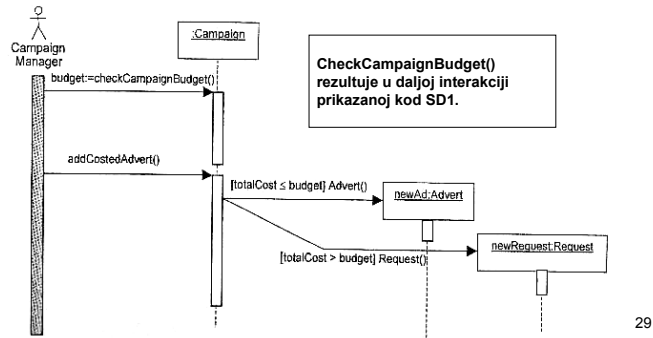 Campaign
Manager
:Campaign
CheckCampaignBudget()
rezultuje u daljoj interakciji
prikazanoj kod SD1.
budget:=checkCampaignBudget()
addCostedAdvert()
[totalCost ≤ budget] Advert()
newAd:Advert
newRequest:Request
[totalCost > budget] Request()
29